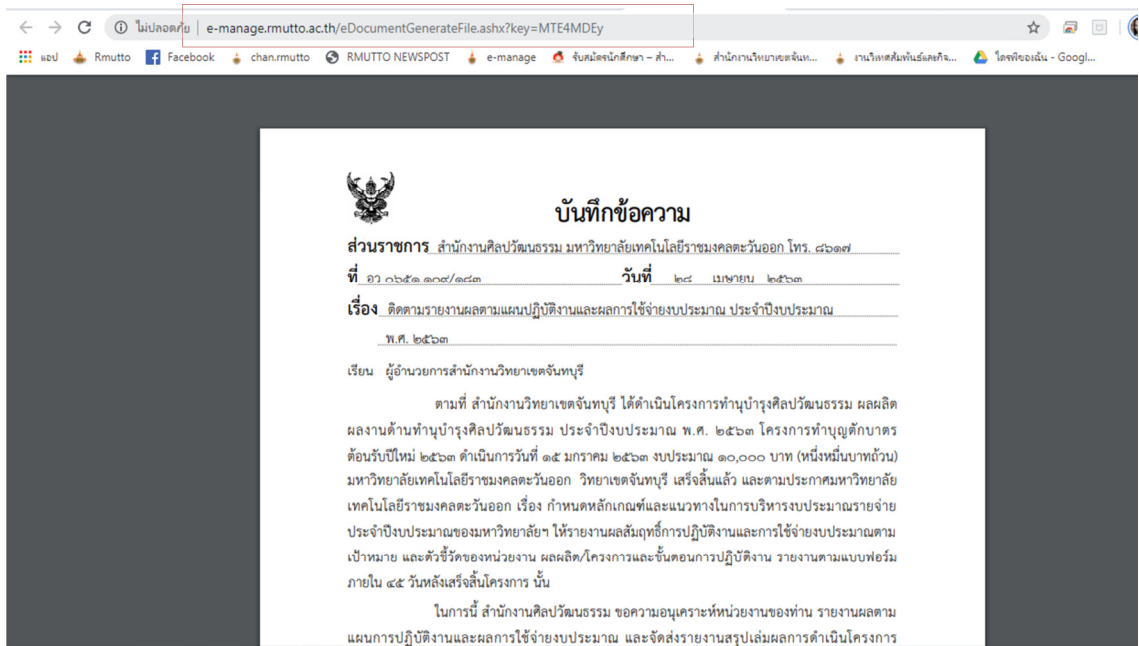 ไม่ปลอดภัย | e-manage.rmutto.ac.th/eDocumentGenerateFile.ashx?key=MTE4MDEy
แอป Rmutto Facebook chan.rmutto RMUTTO NEWSPOST e-manage รับสมัครนักศึกษา – สำ... สำนักงานวิทยาเขตจันท... งานวิเทศสัมพันธ์และกิจ... ไดรฟ์ของฉัน - Googl...
บันทึกข้อความ
ส่วนราชการ สำนักงานศิลปวัฒนธรรม มหาวิทยาลัยเทคโนโลยีราชมงคลตะวันออก โทร. ๘๖๑๗
ที่ อว ๐๖๕๑.๑๐๙/๑๘๓ วันที่ ๒๘ เมษายน ๒๕๖๓
เรื่อง ติดตามรายงานผลตามแผนปฏิบัติงานและผลการใช้จ่ายงบประมาณ ประจำปีงบประมาณ
พ.ศ. ๒๕๖๓
เรียน ผู้อำนวยการสำนักงานวิทยาเขตจันทบุรี
ตามที่ สำนักงานวิทยาเขตจันทบุรี ได้ดำเนินโครงการทำนุบำรุงศิลปวัฒนธรรม ผลผลิต
ผลงานด้านทำนุบำรุงศิลปวัฒนธรรม ประจำปีงบประมาณ พ.ศ. ๒๕๖๓ โครงการทำบุญตักบาตร
ต้อนรับปีใหม่ ๒๕๖๓ ดำเนินการวันที่ ๑๕ มกราคม ๒๕๖๓ งบประมาณ ๑๐,๐๐๐ บาท (หนึ่งหมื่นบาทถ้วน)
มหาวิทยาลัยเทคโนโลยีราชมงคลตะวันออก วิทยาเขตจันทบุรี เสร็จสิ้นแล้ว และตามประกาศมหาวิทยาลัย
เทคโนโลยีราชมงคลตะวันออก เรื่อง กำหนดหลักเกณฑ์และแนวทางในการบริหารงบประมาณรายจ่าย
ประจำปีงบประมาณของมหาวิทยาลัยฯ ให้รายงานผลสัมฤทธิ์การปฏิบัติงานและการใช้จ่ายงบประมาณตาม
เป้าหมาย และตัวชี้วัดของหน่วยงาน ผลผลิต/โครงการและขั้นตอนการปฏิบัติงาน รายงานตามแบบฟอร์ม
ภายใน ๔๕ วันหลังเสร็จสิ้นโครงการ นั้น
ในการนี้ สำนักงานศิลปวัฒนธรรม ขอความอนุเคราะห์หน่วยงานของท่าน รายงานผลตาม
แผนการปฏิบัติงานและผลการใช้จ่ายงบประมาณ และจัดส่งรายงานสรุปเล่มผลการดำเนินโครงการ